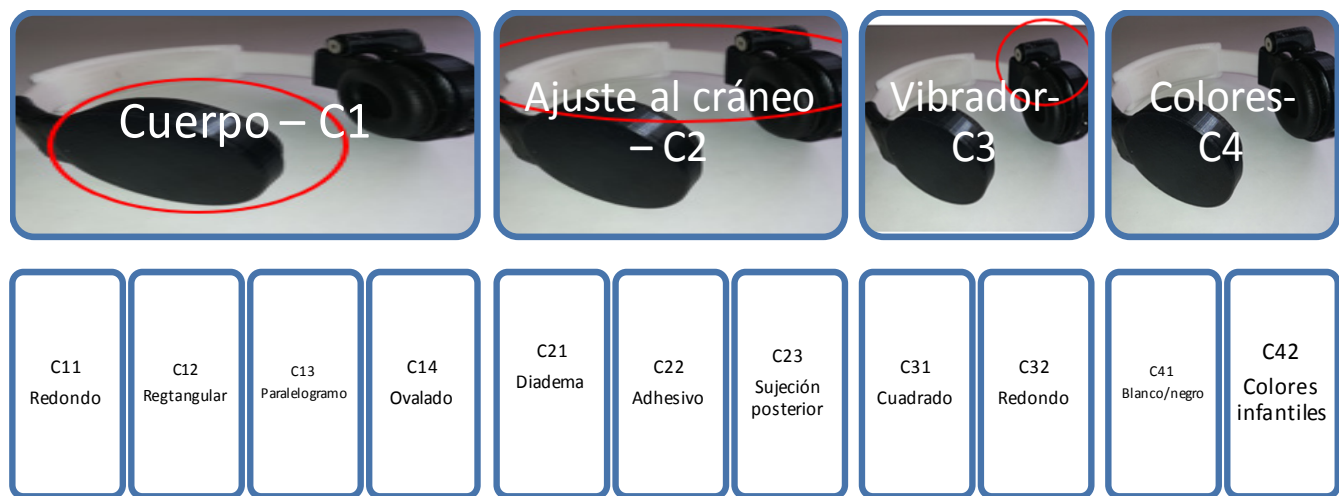 Cuerpo – C1
Ajuste al cráneo
– C2
Vibrador-
C3
Colores-
C4
C11
Redondo
C12
Regtangular
C13
Paralelogramo
C14
Ovalado
C21
Diadema
C22
Adhesivo
C23
Sujeción
posterior
C31
Cuadrado
C32
Redondo
C41
Blanco/negro
C42
Colores
infantiles